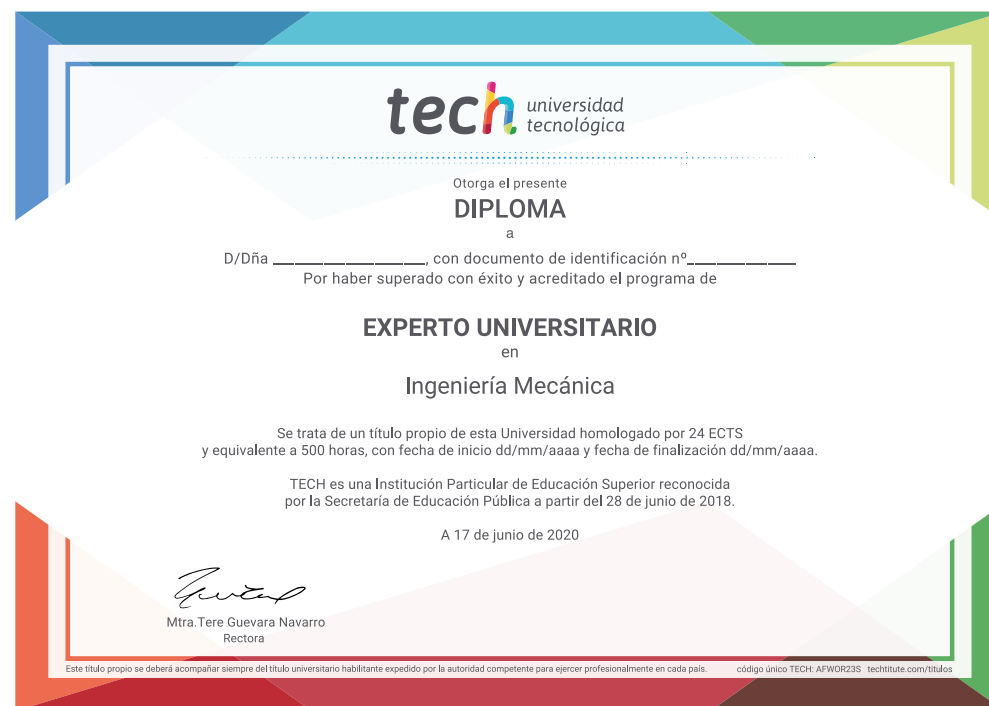 tech universidad
tecnológica
Otorga el presente
DIPLOMA
a
D/Dña ______________, con documento de identificación nº__________
Por haber superado con éxito y acreditado el programa de
EXPERTO UNIVERSITARIO
en
Ingeniería Mecánica
Se trata de un título propio de esta Universidad homologado por 24 ECTS
y equivalente a 500 horas, con fecha de inicio dd/mm/aaaa y fecha de finalización dd/mm/aaaa.
TECH es una Institución Particular de Educación Superior reconocida
por la Secretaría de Educación Pública a partir del 28 de junio de 2018.
A 17 de junio de 2020
Mtra.Tere Guevara Navarro
Rectora
Este título propio se deberá acompañar siempre del título universitario habilitante expedido por la autoridad competente para ejercer profesionalmente en cada país. código único TECH: AFWOR23S techtitute.com/titulos